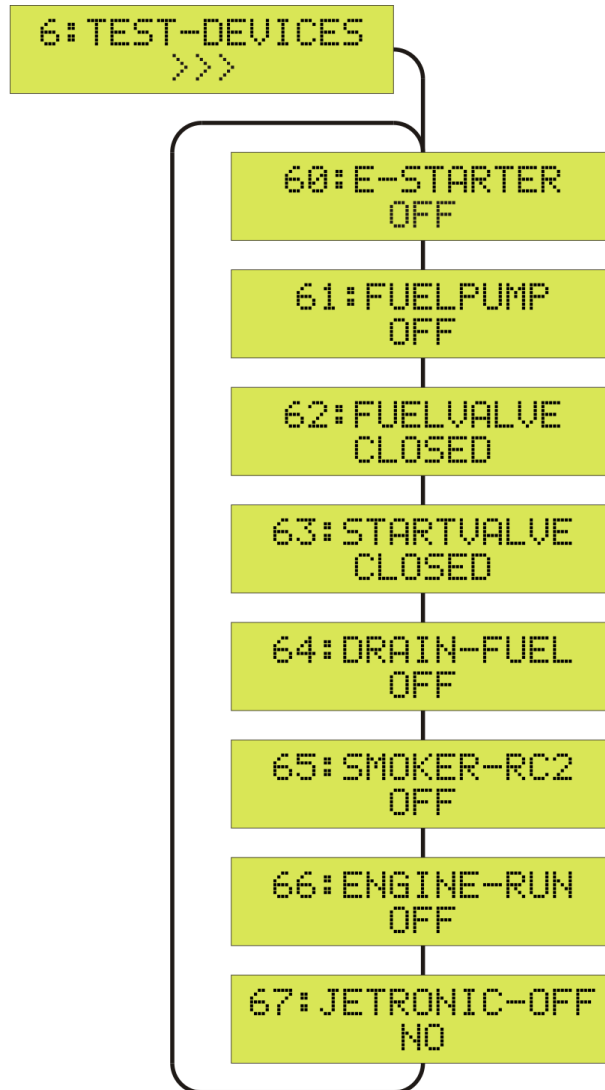 6:TEST-DEVICES
>>>
60:E-STARTER
OFF
61:FUELPUMP
OFF
62:FUELVALVE
CLOSED
63:STARTVALVE
CLOSED
64:DRAIN-FUEL
OFF
65:SMOKER-RC2
OFF
66:ENGINE-RUN
OFF
67:JETRONIC-OFF
NO